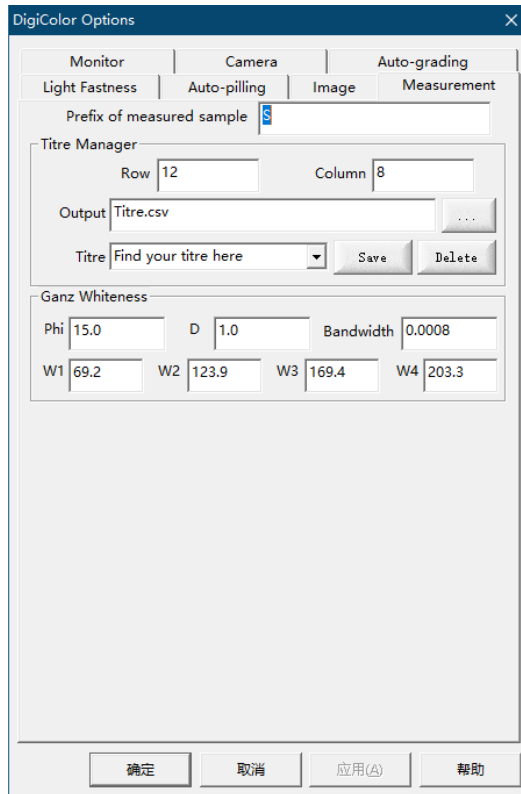 DigiColor Options
Monitor Camera Auto-grading
Light Fastness Auto-pilling Image Measurement
Prefix of measured sample S
Titre Manager
Row 12 Column 8
Output Titre.csv ...
Titre Find your titre here Save Delete
Ganz Whiteness
Phi 15.0 D 1.0 Bandwidth 0.0008
W1 69.2 W2 123.9 W3 169.4 W4 203.3
确定 取消 应用(A) 帮助